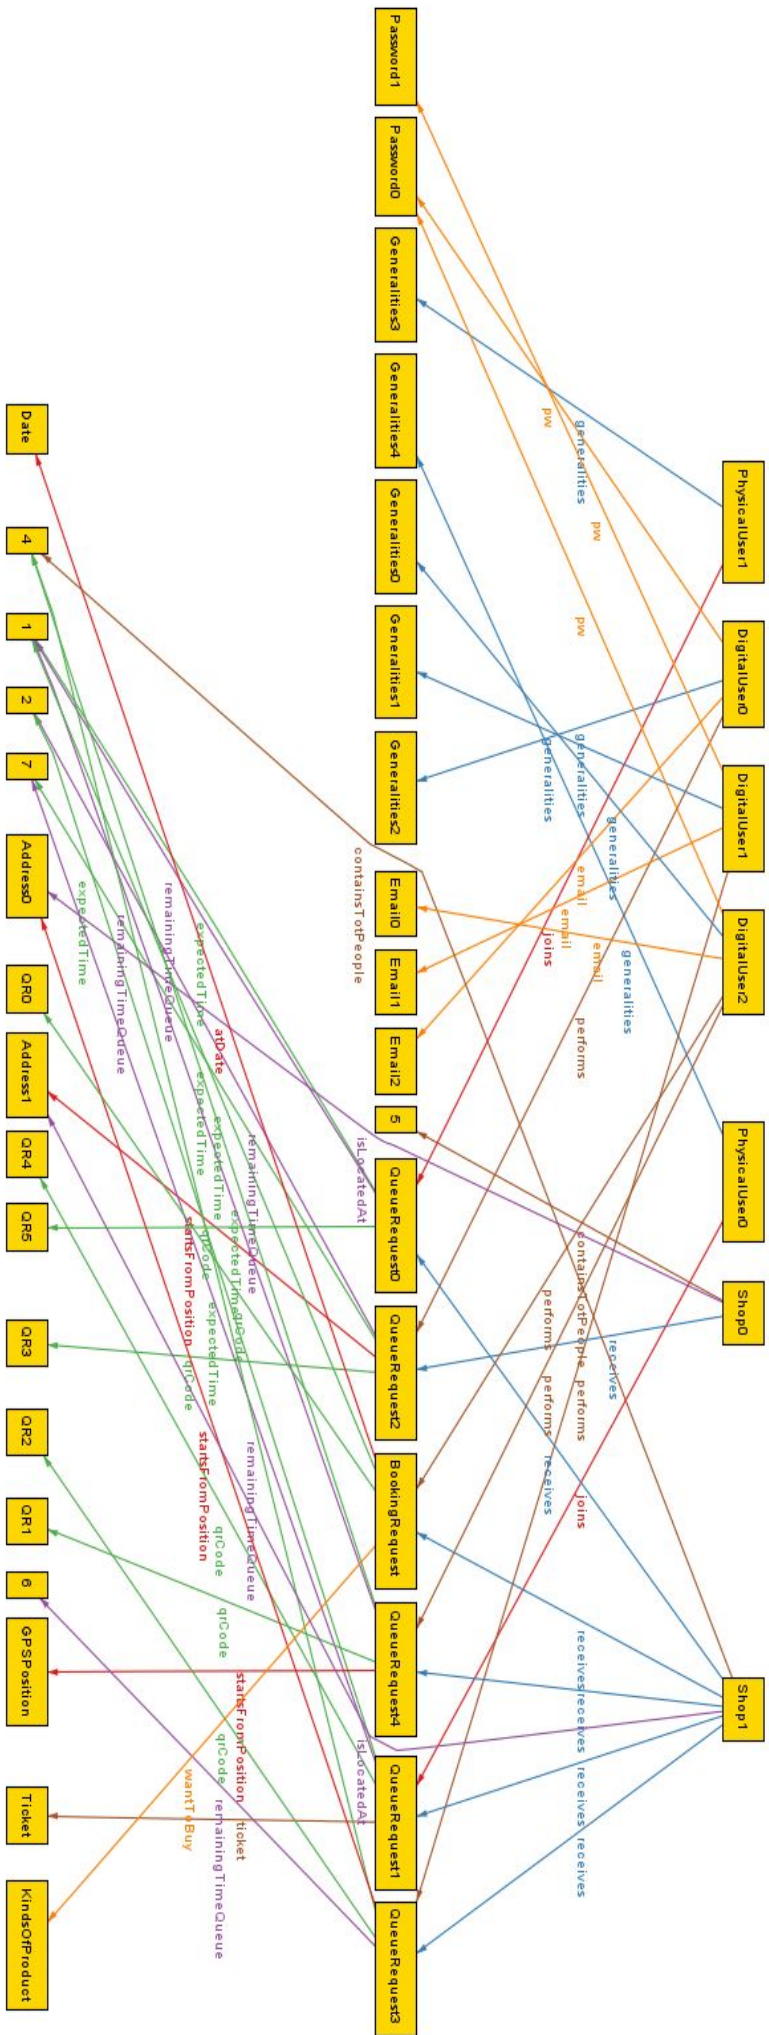 PhysicalUser1
DigitalUser0
DigitalUser1
DigitalUser2
PhysicalUser0
Shop0
Shop1
generalities
pw
pw
pw
generalities
generalities
generalities
generalities
email
email
email
joins
performs
containsTotPeople
performs
performs
performs
receives
receives
joins
receives
receives
receives
receives
Password1
Password0
Generalities3
Generalities4
Generalities0
Generalities1
Generalities2
Email0
Email1
Email2
5
QueueRequest0
QueueRequest2
BookingRequest
QueueRequest4
QueueRequest1
QueueRequest3
containsTotPeople
isLocatedAt
isLocatedAt
expectedTime
remainingTimeQueue
remainingTimeQueue
expectedTime
atDate
expectedTime
expectedTime
remainingTimeQueue
expectedTime
qrCode
startsFromPosition
qrCode
expectedTime
qrCode
startsFromPosition
remainingTimeQueue
qrCode
qrCode
startsFromPosition
qrCode
wantToBuy
ticket
remainingTimeQueue
Date
4
1
2
7
Address0
QR0
Address1
QR4
QR5
QR3
QR2
QR1
6
GPSPosition
Ticket
KindsOfProduct